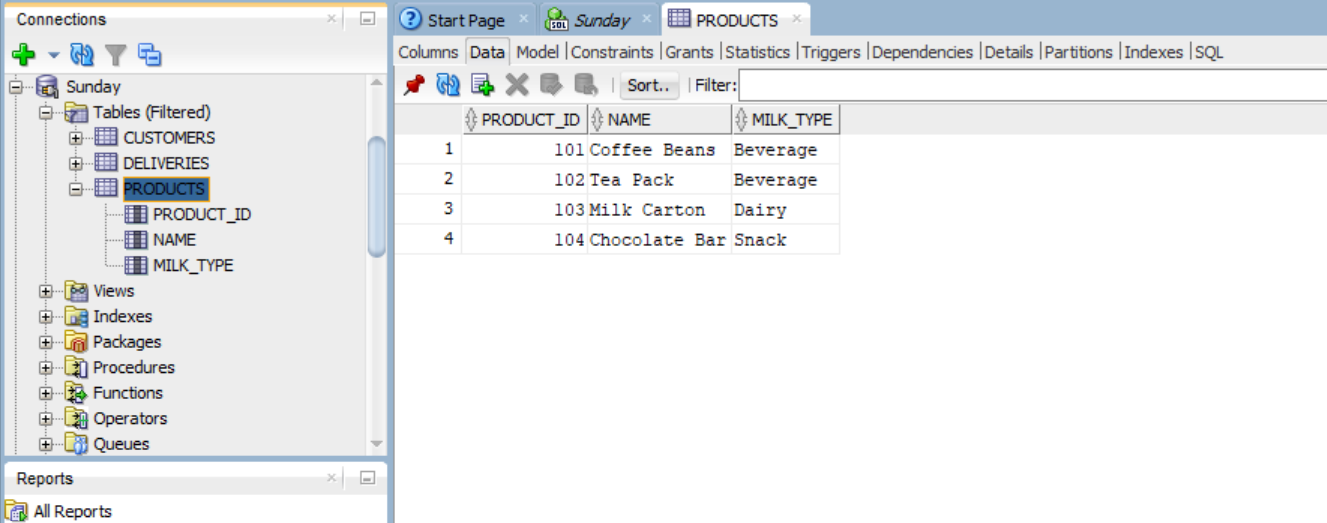 Connections
Sunday
Tables (Filtered)
CUSTOMERS
DELIVERIES
PRODUCTS
PRODUCT_ID
NAME
MILK_TYPE
Views
Indexes
Packages
Procedures
Functions
Operators
Queues
Reports
All Reports
Start Page Sunday PRODUCTS
Columns Data Model |Constraints |Grants |Statistics |Triggers |Dependencies |Details |Partitions |Indexes |SQL
Sort.. Filter:
PRODUCT_ID NAME MILK_TYPE
1 101 Coffee Beans Beverage
2 102 Tea Pack Beverage
3 103 Milk Carton Dairy
4 104 Chocolate Bar Snack